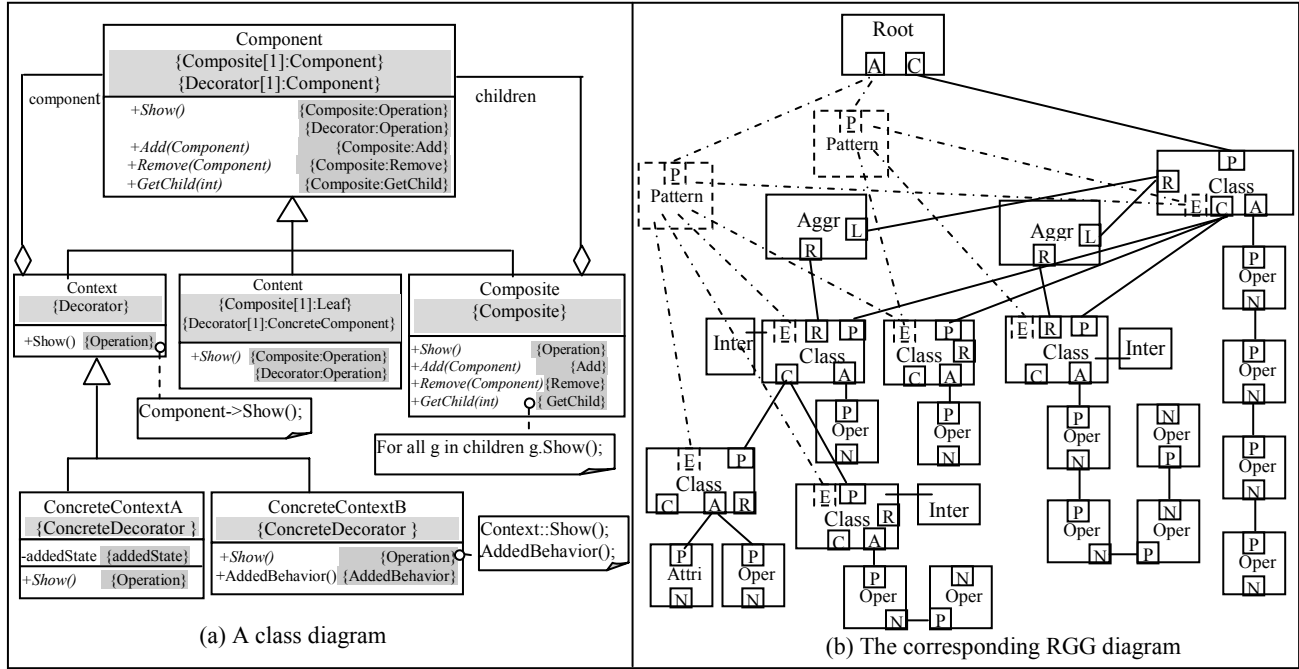 Component
{Composite[1]:Component}
{Decorator[1]:Component}
component
children
+Show() {Composite:Operation}
{Decorator:Operation}
+Add(Component) {Composite:Add}
+Remove(Component) {Composite:Remove}
+GetChild(int) {Composite:GetChild}
Context
{Decorator}
+Show() {Operation}
Content
{Composite[1]:Leaf}
{Decorator[1]:ConcreteComponent}
+Show() {Composite:Operation}
{Decorator:Operation}
Composite
{Composite}
+Show() {Operation}
+Add(Component) {Add}
+Remove(Component) {Remove}
+GetChild(int) { GetChild}
Component->Show();
For all g in children g.Show();
ConcreteContextA
{ConcreteDecorator }
-addedState {addedState}
+Show() {Operation}
ConcreteContextB
{ConcreteDecorator }
+Show() {Operation}
+AddedBehavior() {AddedBehavior}
Context::Show();
AddedBehavior();
(a) A class diagram
Root
A C
P
Pattern
P
Pattern
P
R Class
E C A
Aggr L
R
Aggr L
R
P
Oper
N
Inter
E R P
Class
C A
E P
R
Class
C A
E R P
Class
C A
Inter
P
Oper
N
P
Oper
N
P
Oper
N
P
Oper
N
N
Oper
P
P
Oper
N
P
Oper
N
P
Oper
N
E P
Class
C A R
E P
R
Class
C A
Inter
P
Oper
N
P
Attri
N
P
Oper
N
P
Oper
N
N
Oper
P
(b) The corresponding RGG diagram